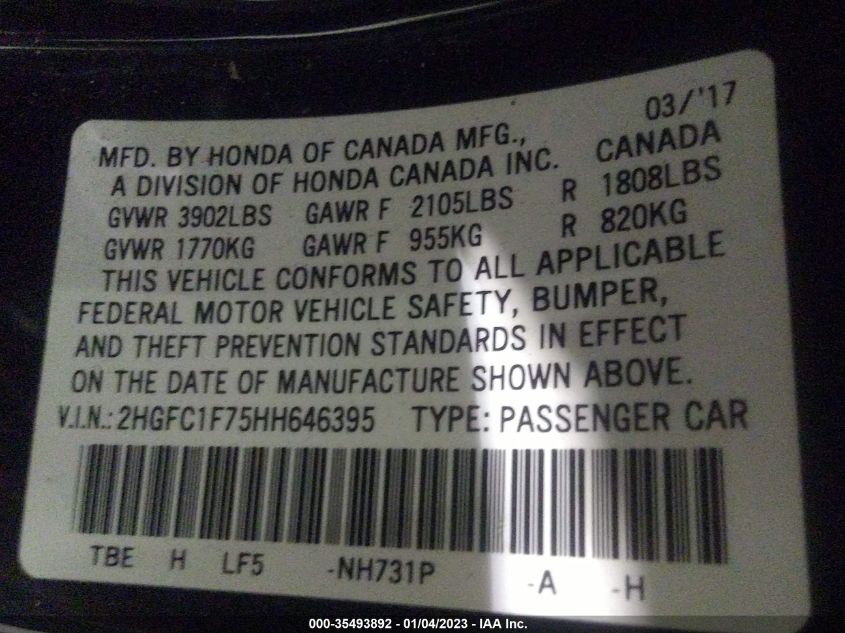 03/'17
MFD. BY HONDA OF CANADA MFG., CANADA
A DIVISION OF HONDA CANADA INC.
GVWR 3902LBS GAWR F 2105LBS R 1808LBS
GVWR 1770KG GAWR F 955KG R 820KG
THIS VEHICLE CONFORMS TO ALL APPLICABLE
FEDERAL MOTOR VEHICLE SAFETY, BUMPER,
AND THEFT PREVENTION STANDARDS IN EFFECT
ON THE DATE OF MANUFACTURE SHOWN ABOVE.
V.I.N.: 2HGFC1F75HH646395 TYPE: PASSENGER CAR
TBE H LF5 -NH731P -A -H
000-35493892 - 01/04/2023 - IAA Inc.